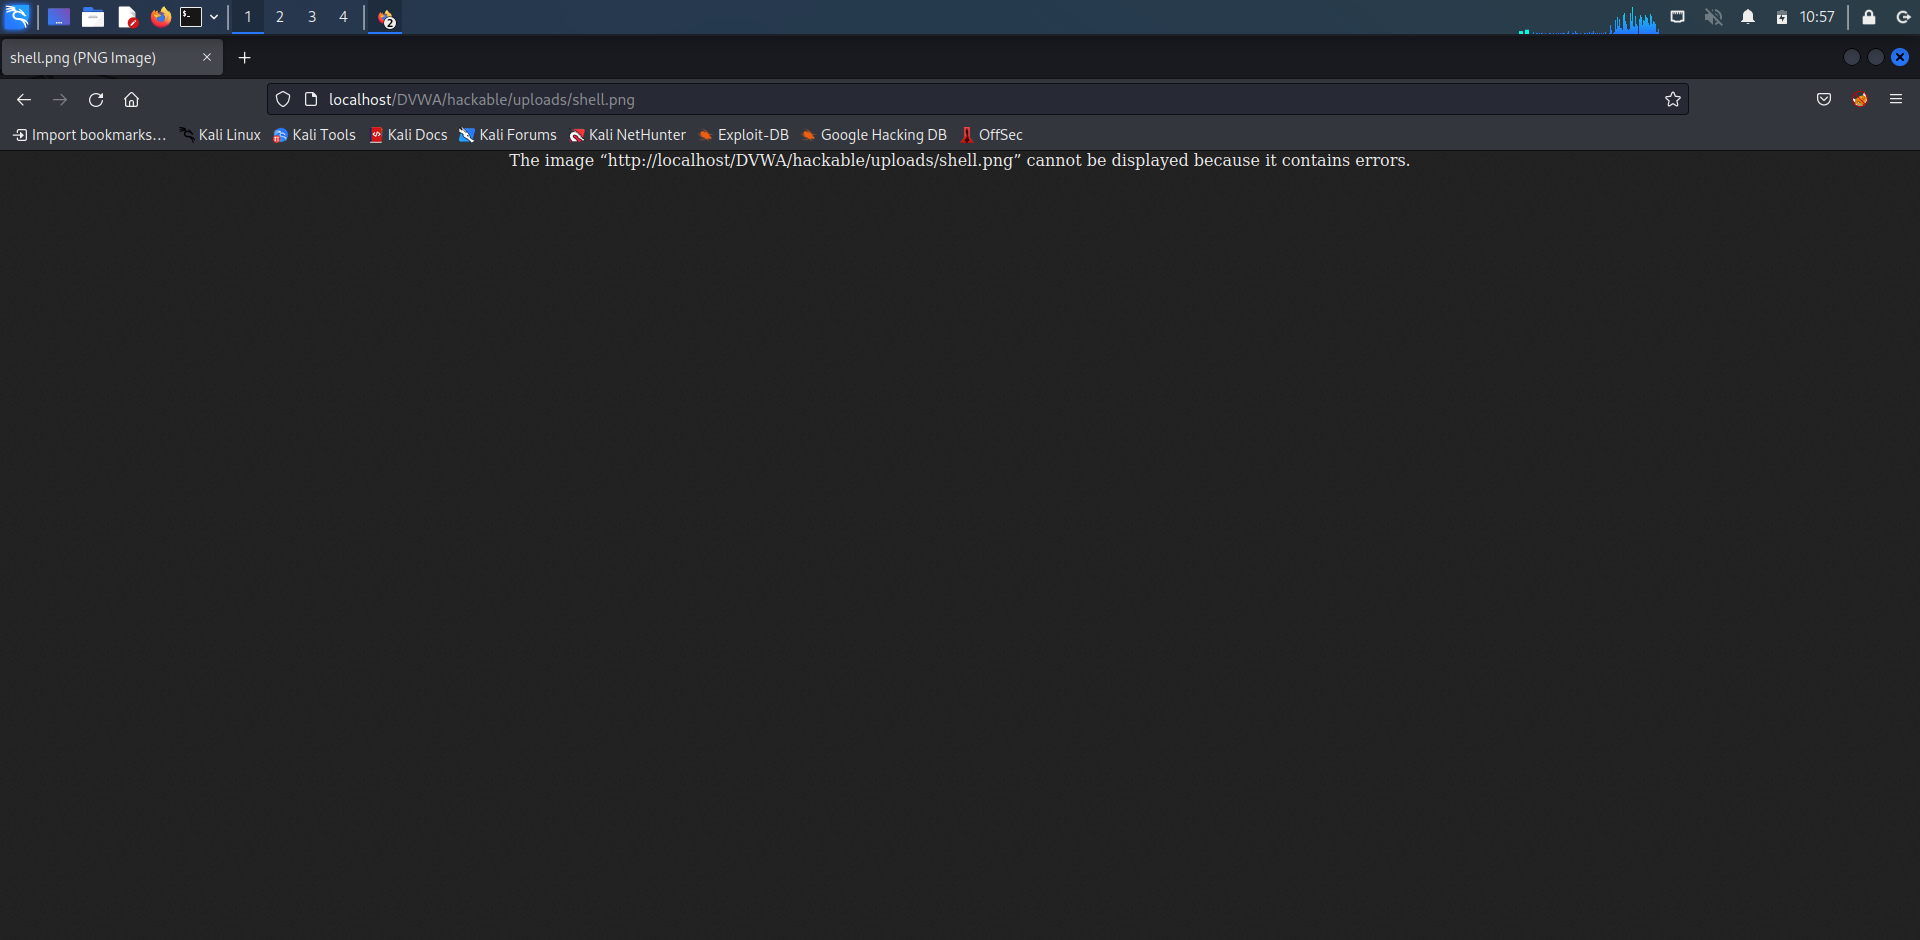 1 2 3 4 2 10:57
shell.png (PNG Image)
localhost/DVWA/hackable/uploads/shell.png
Import bookmarks… Kali Linux Kali Tools Kali Docs Kali Forums Kali NetHunter Exploit-DB Google Hacking DB OffSec
The image “http://localhost/DVWA/hackable/uploads/shell.png” cannot be displayed because it contains errors.